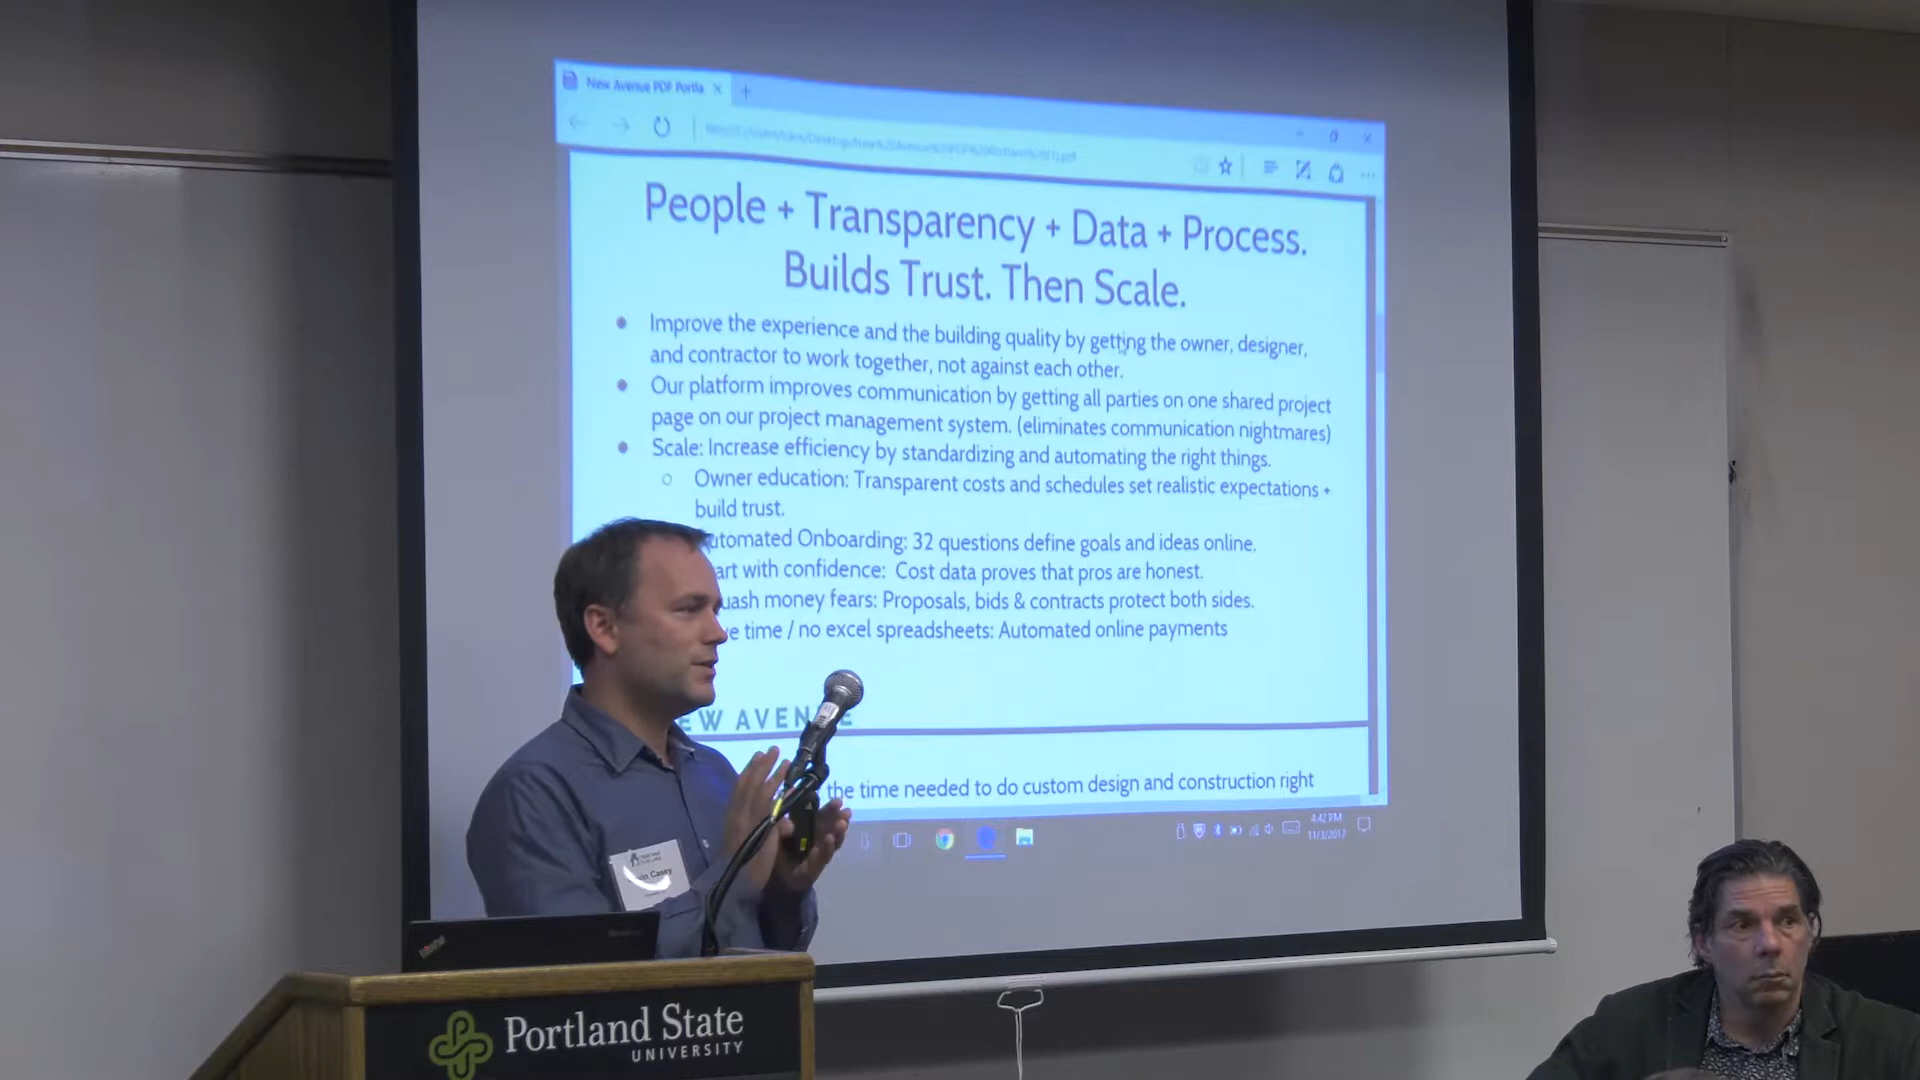 New Avenue PDF Portla
People + Transparency + Data + Process.
Builds Trust. Then Scale.
Improve the experience and the building quality by getting the owner, designer,
and contractor to work together, not against each other.
Our platform improves communication by getting all parties on one shared project
page on our project management system. (eliminates communication nightmares)
Scale: Increase efficiency by standardizing and automating the right things.
Owner education: Transparent costs and schedules set realistic expectations +
build trust.
utomated Onboarding: 32 questions define goals and ideas online.
art with confidence: Cost data proves that pros are honest.
uash money fears: Proposals, bids & contracts protect both sides.
e time / no excel spreadsheets: Automated online payments
EW AVENUE
the time needed to do custom design and construction right
4:42 PM
11/3/2017
Casey
Portland State
UNIVERSITY